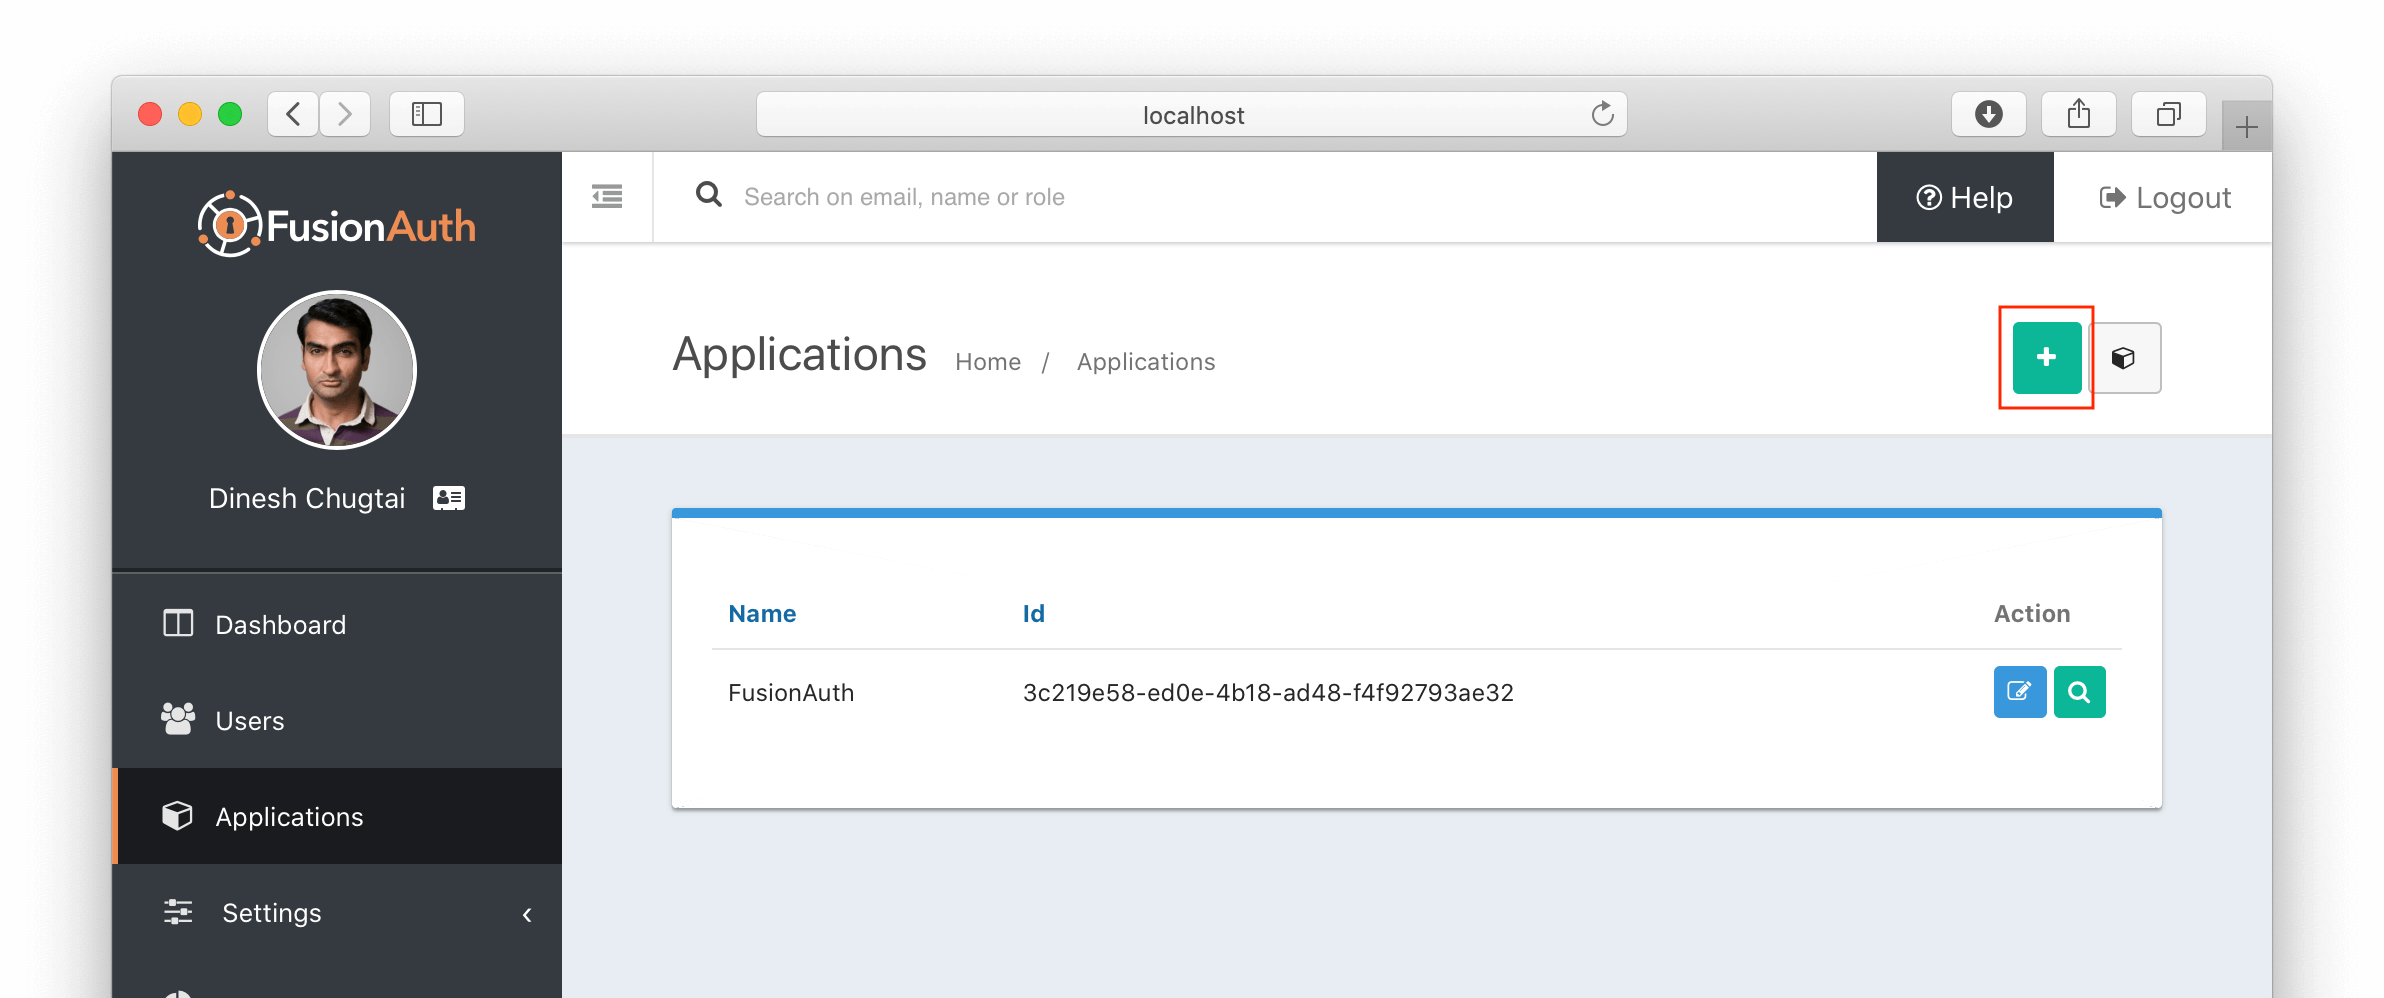 localhost
FusionAuth
Search on email, name or role
Help
Logout
Applications
Home / Applications
Dinesh Chugtai
Dashboard
Users
Applications
Settings
Name Id Action
FusionAuth 3c219e58-ed0e-4b18-ad48-f4f92793ae32